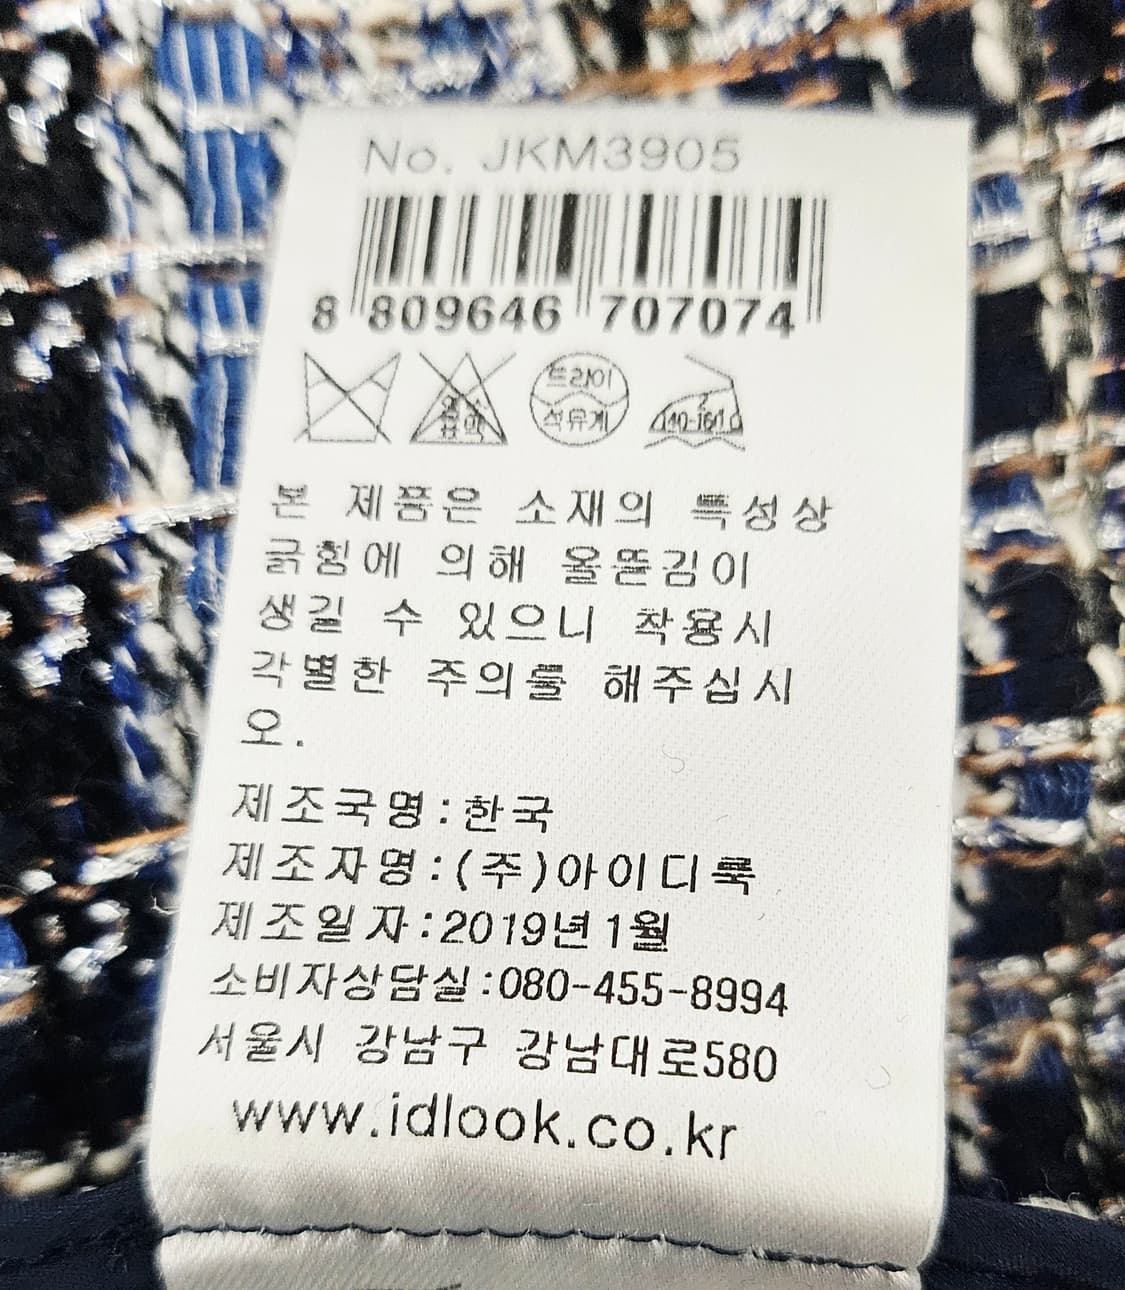 No. JKM3905
8 809646 707074
드라이
석유계
140-160
본 제품은 소재의 특성상
긁힘에 의해 올뜯김이
생길 수 있으니 착용시
각별한 주의를 해주십시
오.
제조국명:한국
제조자명:(주)아이디룩
제조일자:2019년 1월
소비자상담실:080-455-8994
서울시 강남구 강남대로580
www.idlook.co.kr